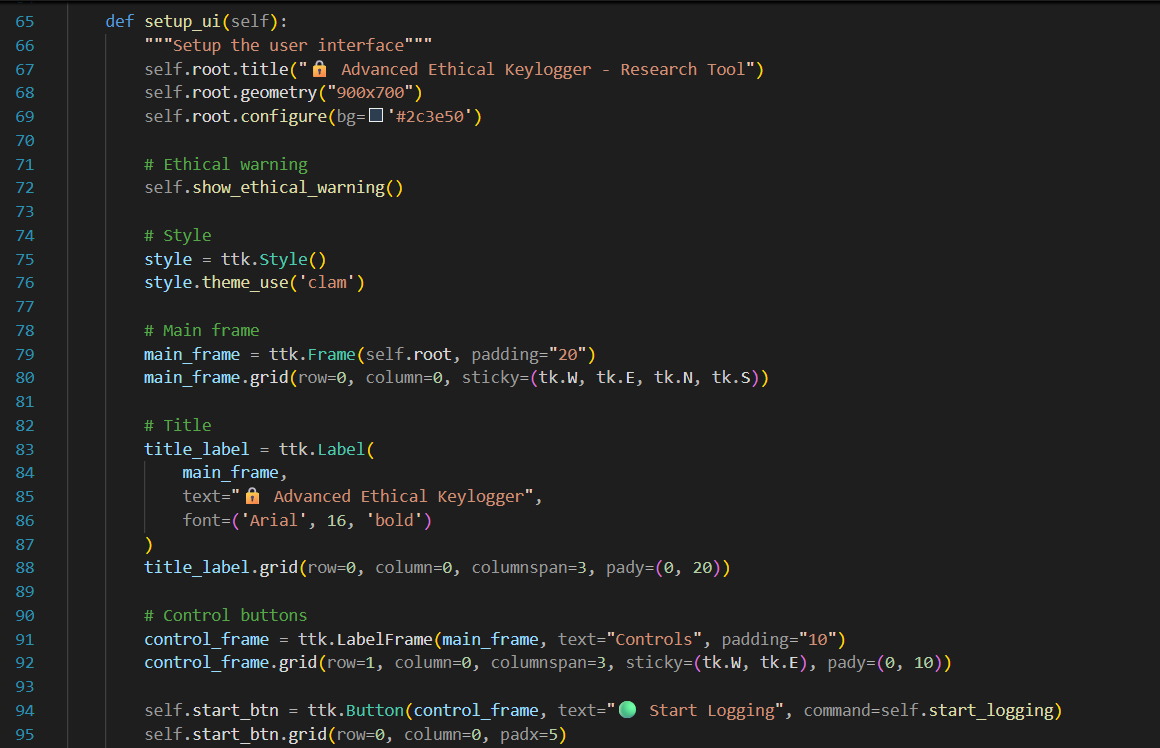 65 def setup_ui(self):
66 """Setup the user interface"""
67 self.root.title("🔒 Advanced Ethical Keylogger - Research Tool")
68 self.root.geometry("900x700")
69 self.root.configure(bg='#2c3e50')
70
71 # Ethical warning
72 self.show_ethical_warning()
73
74 # Style
75 style = ttk.Style()
76 style.theme_use('clam')
77
78 # Main frame
79 main_frame = ttk.Frame(self.root, padding="20")
80 main_frame.grid(row=0, column=0, sticky=(tk.W, tk.E, tk.N, tk.S))
81
82 # Title
83 title_label = ttk.Label(
84 main_frame,
85 text="🔒 Advanced Ethical Keylogger",
86 font=('Arial', 16, 'bold')
87 )
88 title_label.grid(row=0, column=0, columnspan=3, pady=(0, 20))
89
90 # Control buttons
91 control_frame = ttk.LabelFrame(main_frame, text="Controls", padding="10")
92 control_frame.grid(row=1, column=0, columnspan=3, sticky=(tk.W, tk.E), pady=(0, 10))
93
94 self.start_btn = ttk.Button(control_frame, text="🟢 Start Logging", command=self.start_logging)
95 self.start_btn.grid(row=0, column=0, padx=5)